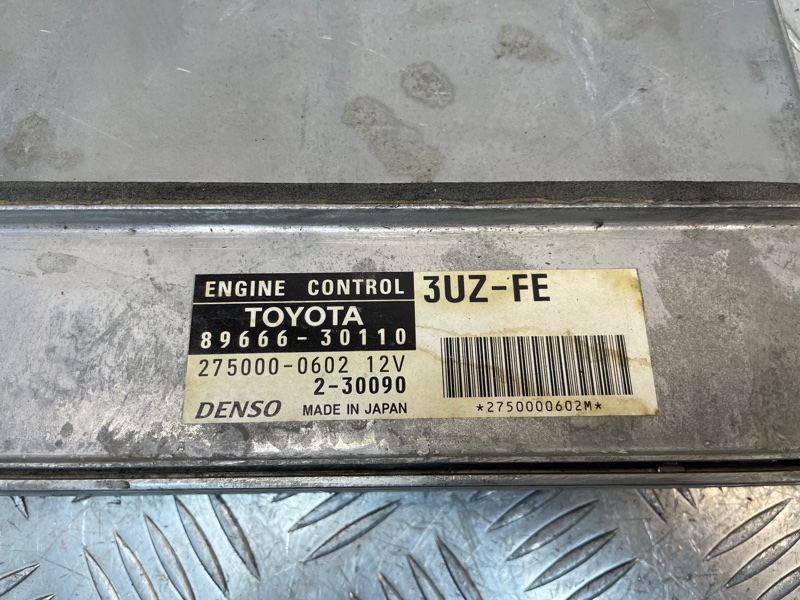 ENGINE CONTROL
3UZ-FE
TOYOTA
89666-30110
275000-0602 12V
2-30090
DENSO MADE IN JAPAN
*2750000602M*